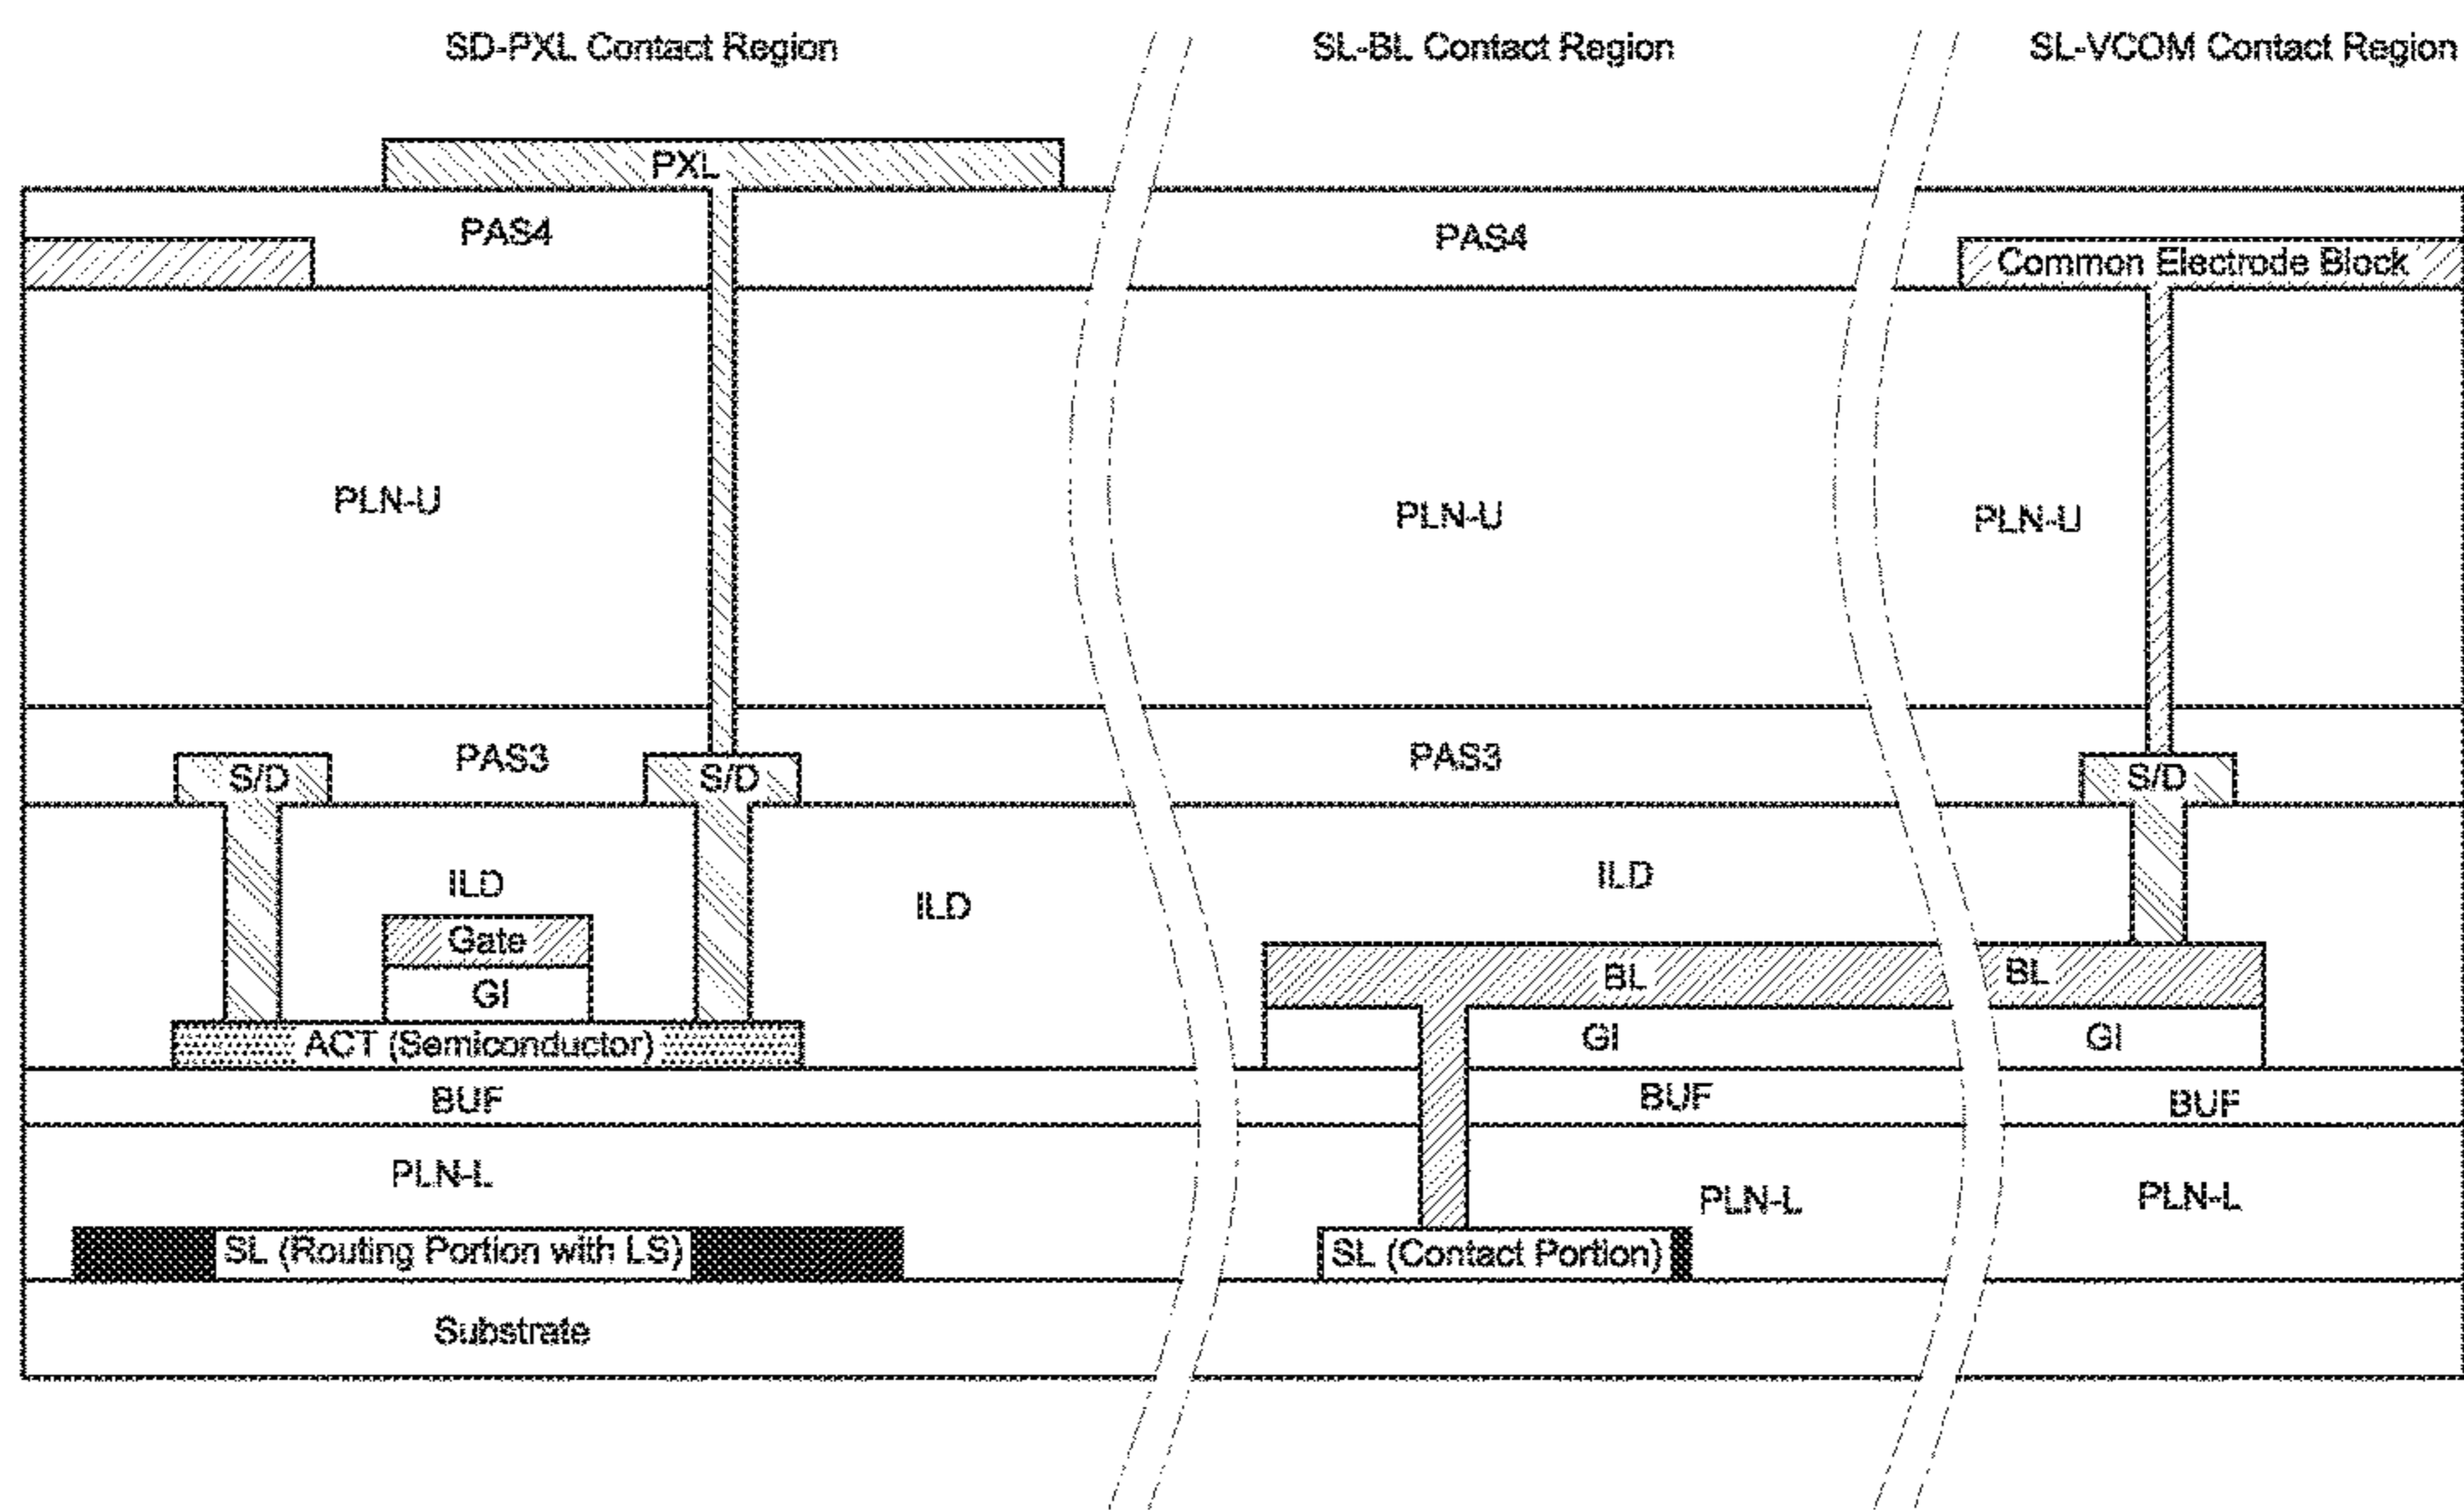 SD-PXL Contact Region
SL-BL Contact Region
SL-VCOM Contact Region
PXL
PAS4
PAS4
Common Electrode Block
PLN-U
PLN-U
PLN-U
PAS3
PAS3
S/D
S/D
S/D
ILD
ILD
ILD
Gate
GI
BL
BL
ACT (Semiconductor)
GI
GI
BUF
BUF
BUF
PLN-L
PLN-L
PLN-L
SL (Routing Portion with LS)
SL (Contact Portion)
Substrate